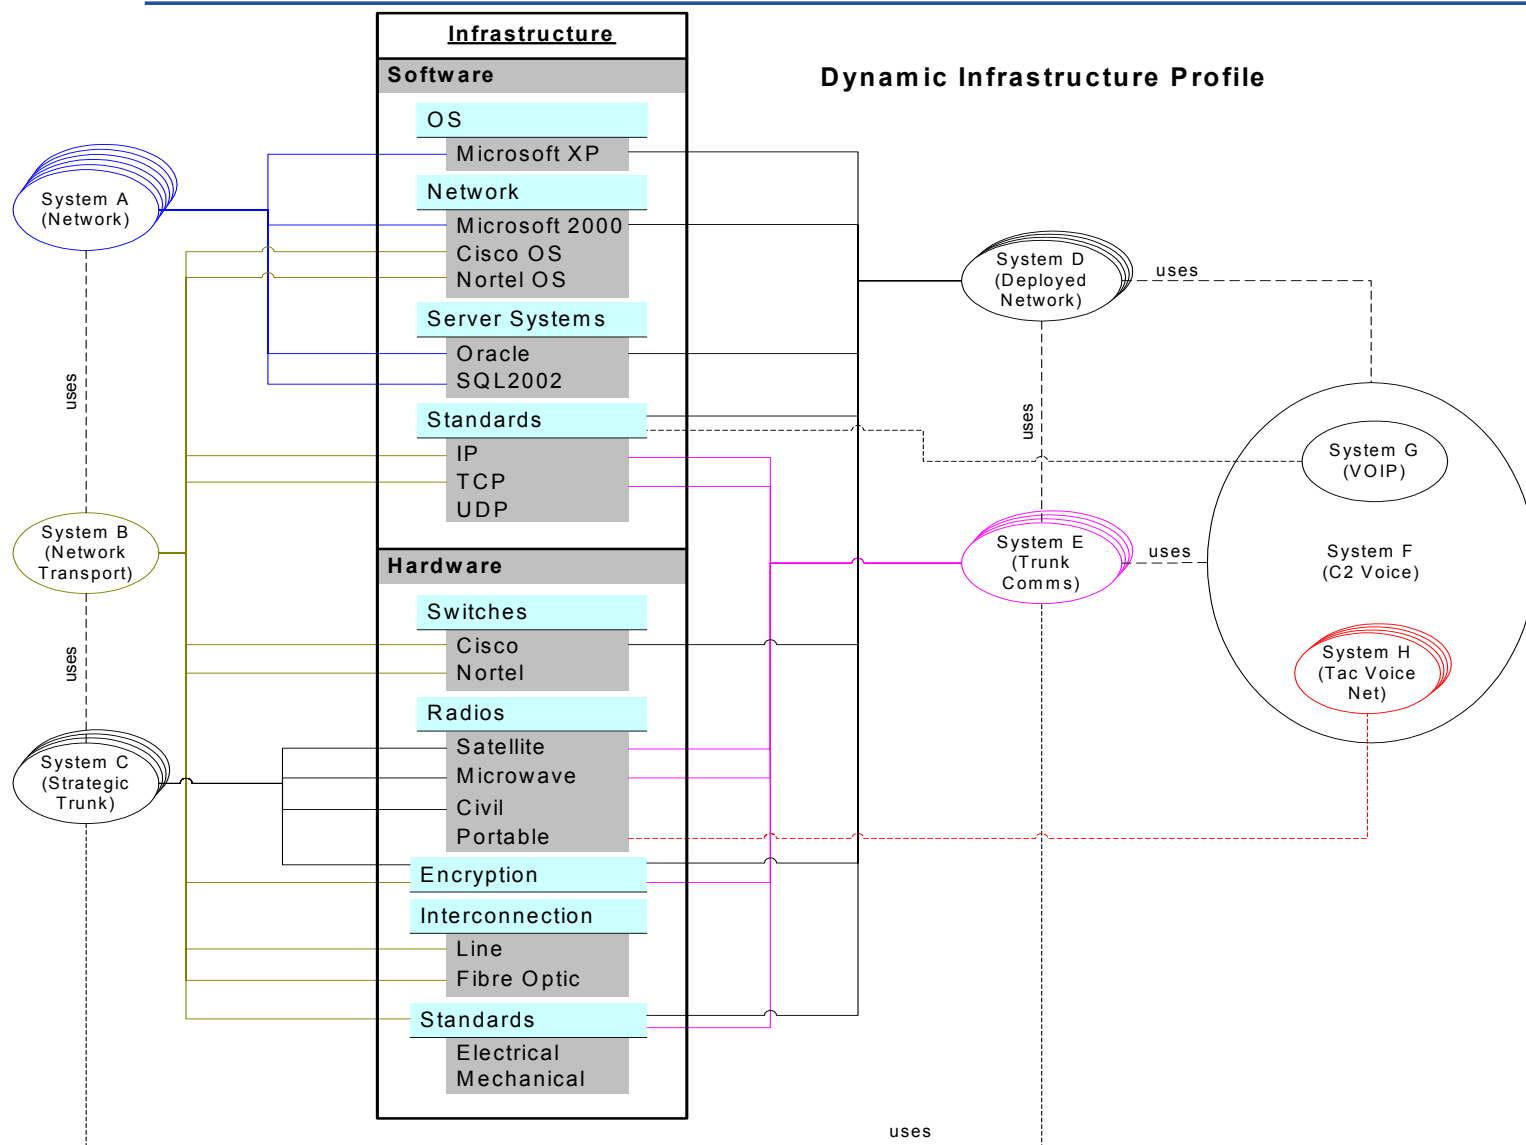 Infrastructure
Dynamic Infrastructure Profile
Software
OS
Microsoft XP
Network
Microsoft 2000
Cisco OS
Nortel OS
Server Systems
Oracle
SQL2002
Standards
IP
TCP
UDP
Hardware
Switches
Cisco
Nortel
Radios
Satellite
Microwave
Civil
Portable
Encryption
Interconnection
Line
Fibre Optic
Standards
Electrical
Mechanical
System A
(Network)
uses
System B
(Network
Transport)
uses
System C
(Strategic
Trunk)
System D
(Deployed
Network)
uses
uses
System E
(Trunk
Comms)
uses
System G
(VOIP)
System F
(C2 Voice)
System H
(Tac Voice
Net)
uses